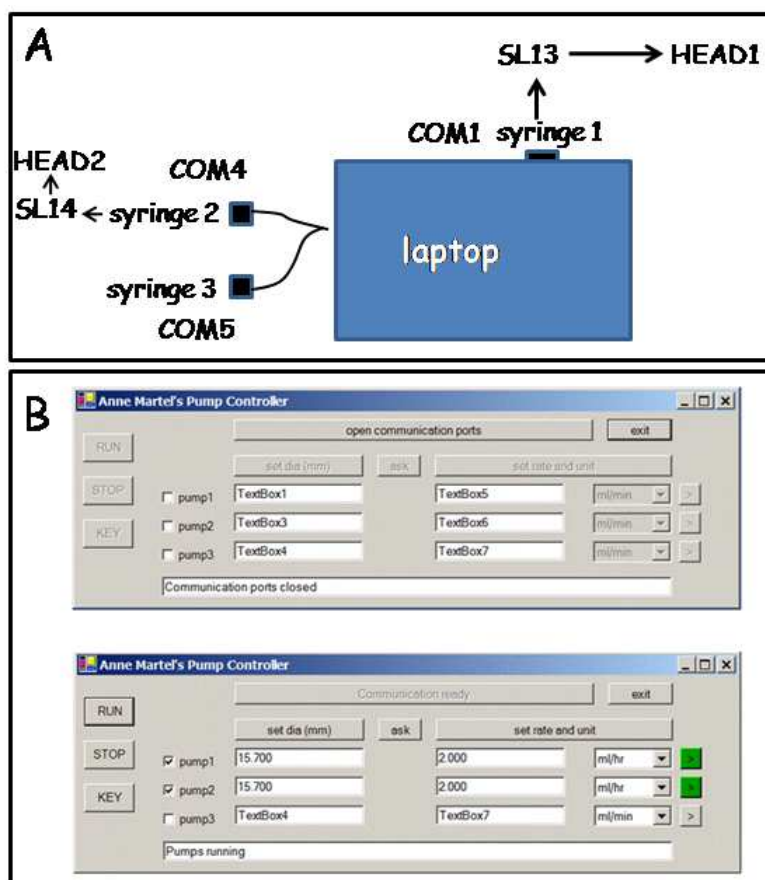 A
SL13 HEAD1
COM1 syringe 1
HEAD2
COM4
SL14 syringe 2
laptop
syringe 3
COM5
B
Anne Martel's Pump Controller
open communication ports exit
RUN
set dia (mm) ask set rate and unit
STOP
pump1 TextBox1 TextBox5 ml/min >
pump2 TextBox3 TextBox6 ml/min >
KEY
pump3 TextBox4 TextBox7 ml/min >
Communication ports closed
Anne Martel's Pump Controller
Communication ready exit
RUN
set dia (mm) ask set rate and unit
STOP
pump1 15.700 2.000 ml/hr >
pump2 15.700 2.000 ml/hr >
KEY
pump3 TextBox4 TextBox7 ml/min >
Pumps running